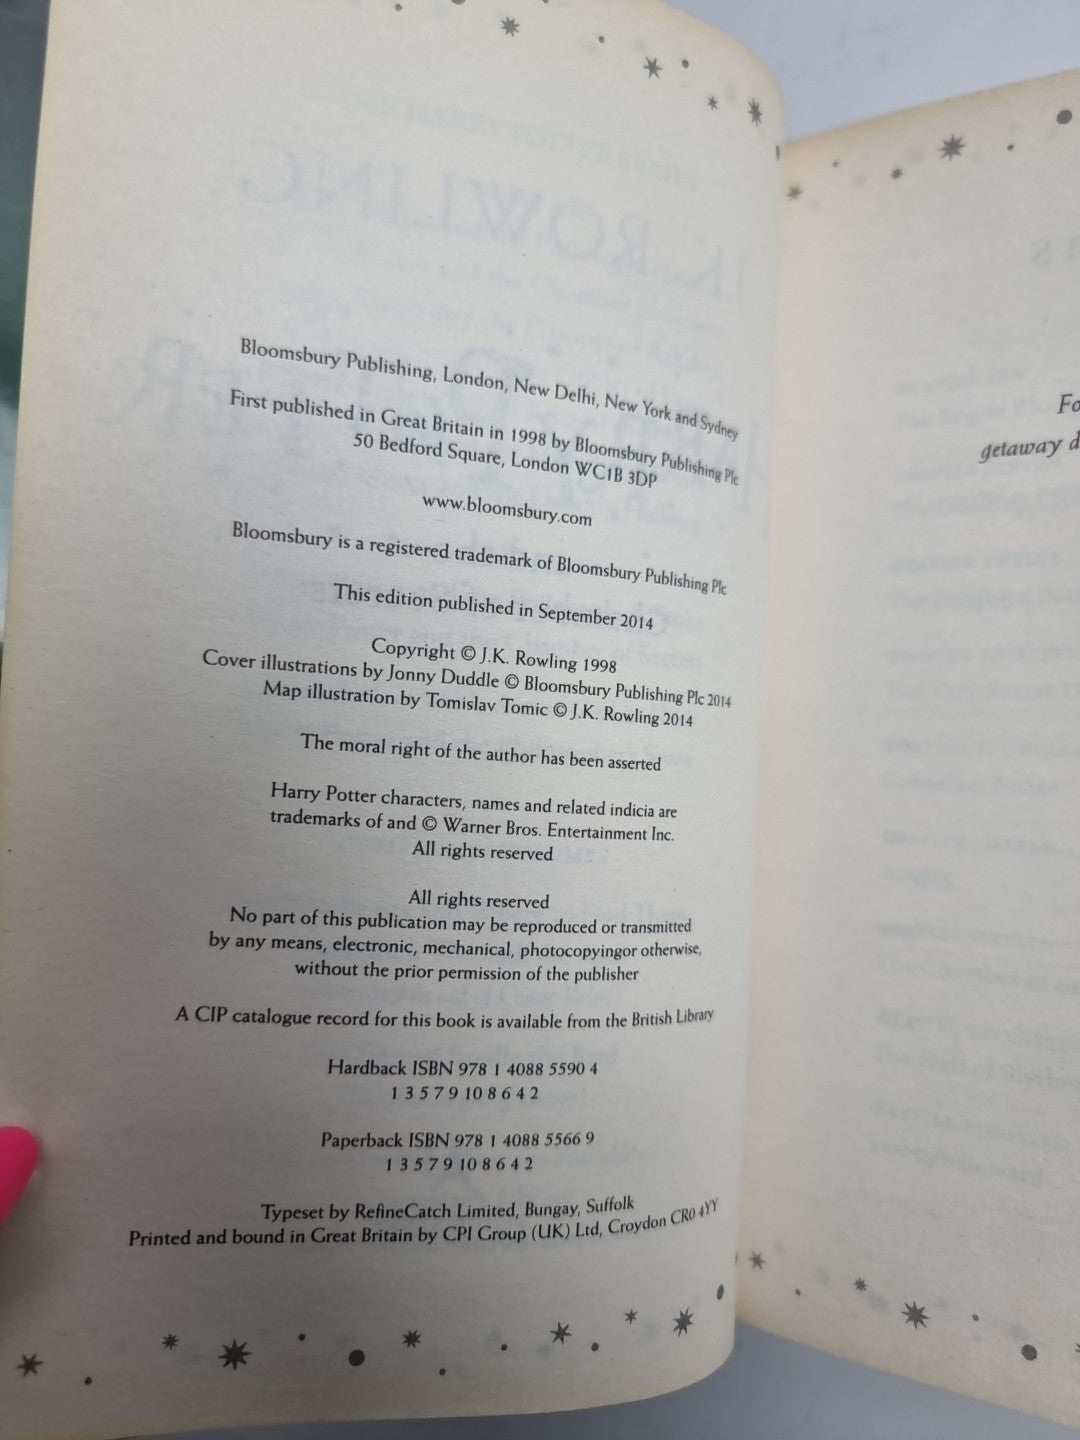 Bloomsbury Publishing, London, New Delhi, New York and Sydney
First published in Great Britain in 1998 by Bloomsbury Publishing Plc
50 Bedford Square, London WC1B 3DP
www.bloomsbury.com
Bloomsbury is a registered trademark of Bloomsbury Publishing Plc
This edition published in September 2014
Copyright © J.K. Rowling 1998
Cover illustrations by Jonny Duddle © Bloomsbury Publishing Plc 2014
Map illustration by Tomislav Tomic © J.K. Rowling 2014
The moral right of the author has been asserted
Harry Potter characters, names and related indicia are
trademarks of and © Warner Bros. Entertainment Inc.
All rights reserved
All rights reserved
No part of this publication may be reproduced or transmitted
by any means, electronic, mechanical, photocopyingor otherwise,
without the prior permission of the publisher
A CIP catalogue record for this book is available from the British Library
Hardback ISBN 978 1 4088 5590 4
1 3 5 7 9 10 8 6 4 2
Paperback ISBN 978 1 4088 5566 9
1 3 5 7 9 10 8 6 4 2
Typeset by RefineCatch Limited, Bungay, Suffolk
Printed and bound in Great Britain by CPI Group (UK) Ltd, Croydon CR0 4YY
Fo
getaway d